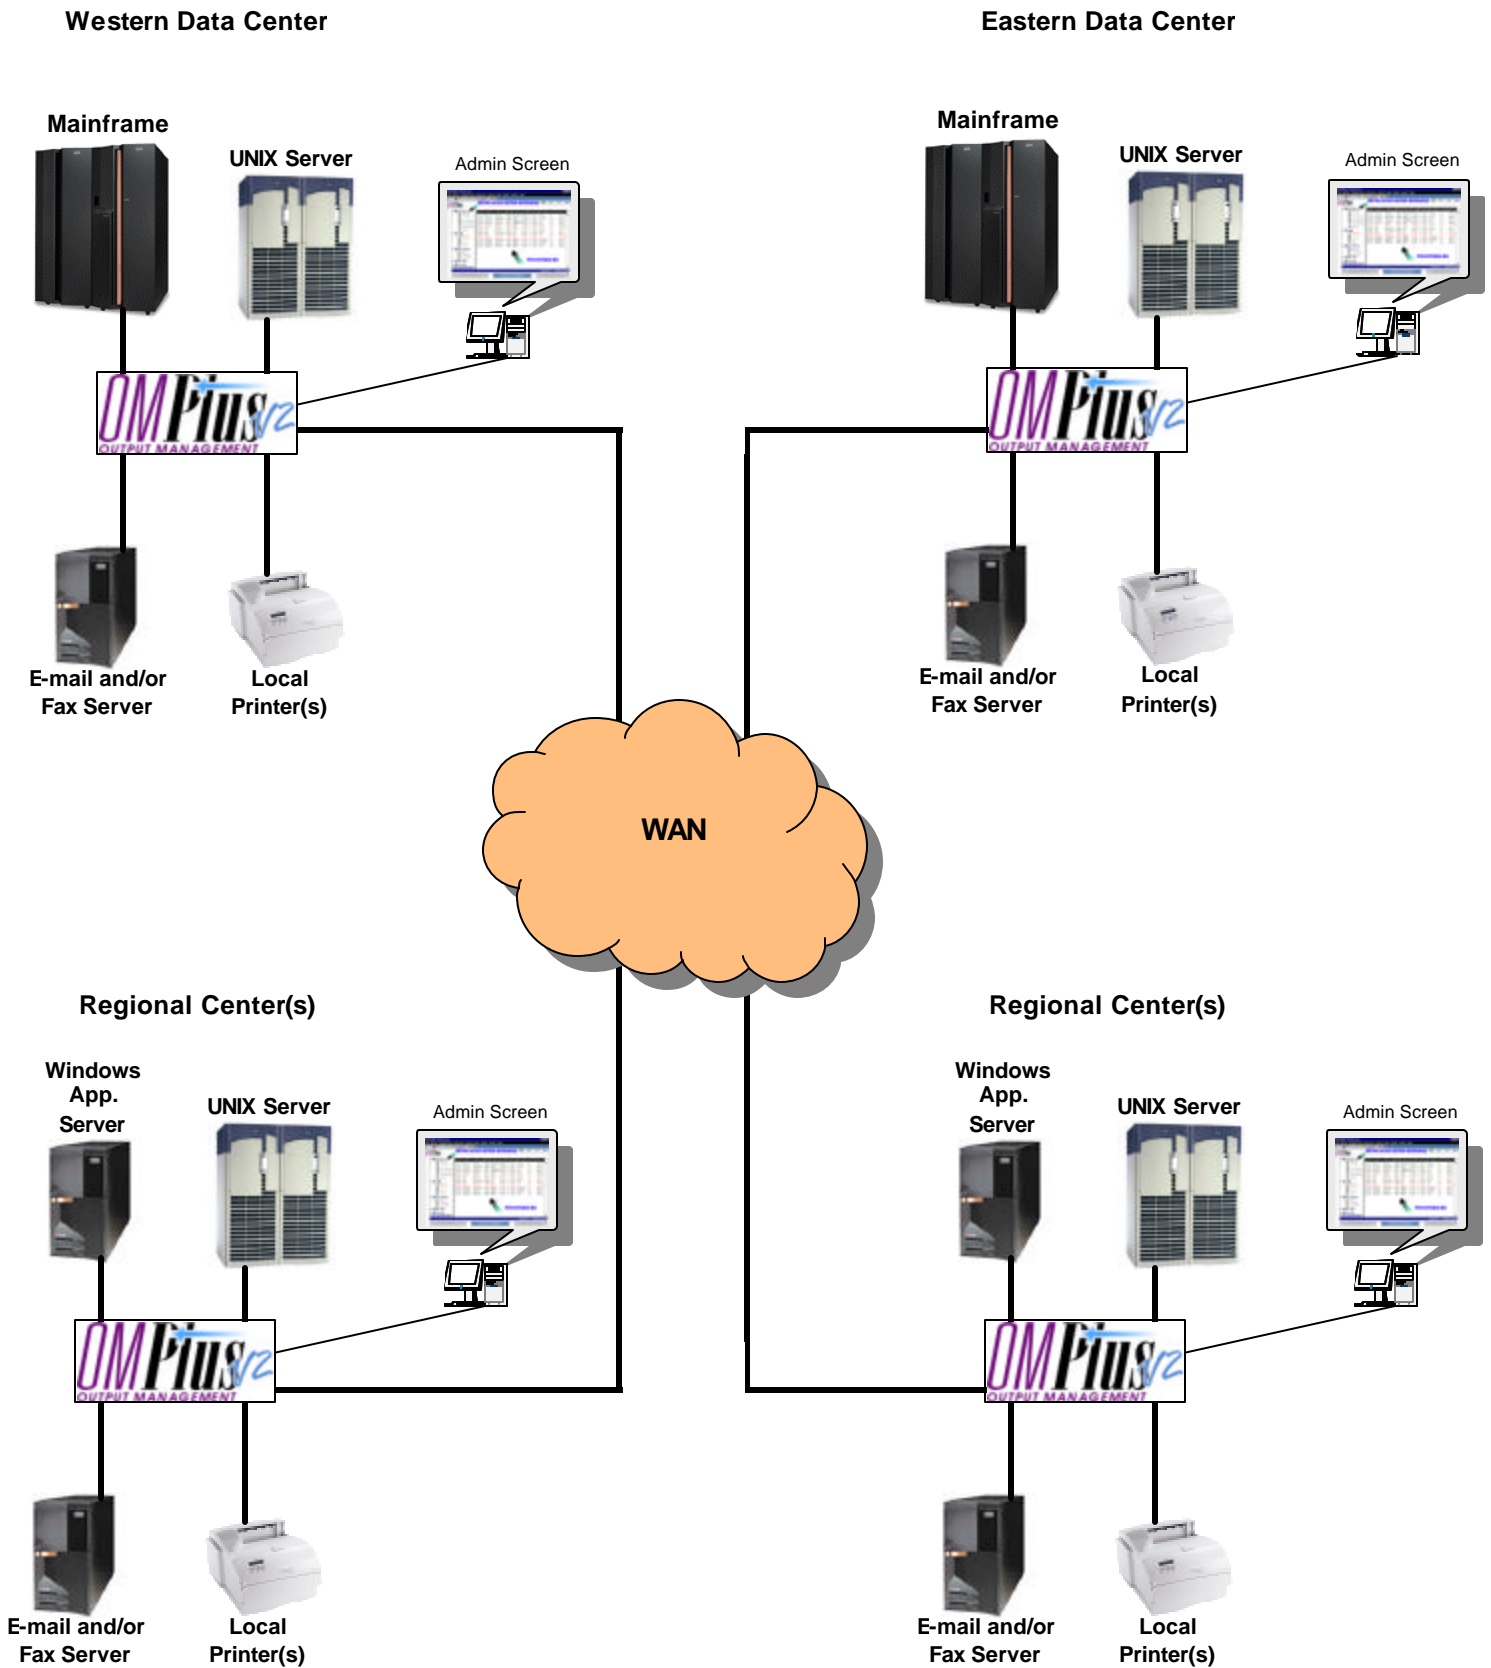 Western Data Center
Eastern Data Center
Mainframe
UNIX Server
Admin Screen
Mainframe
UNIX Server
Admin Screen
OMPlus V2
OUTPUT MANAGEMENT
OMPlus V2
OUTPUT MANAGEMENT
E-mail and/or
Fax Server
Local
Printer(s)
E-mail and/or
Fax Server
Local
Printer(s)
WAN
Regional Center(s)
Regional Center(s)
Windows
App.
Server
UNIX Server
Admin Screen
Windows
App.
Server
UNIX Server
Admin Screen
OMPlus V2
OUTPUT MANAGEMENT
OMPlus V2
OUTPUT MANAGEMENT
E-mail and/or
Fax Server
Local
Printer(s)
E-mail and/or
Fax Server
Local
Printer(s)